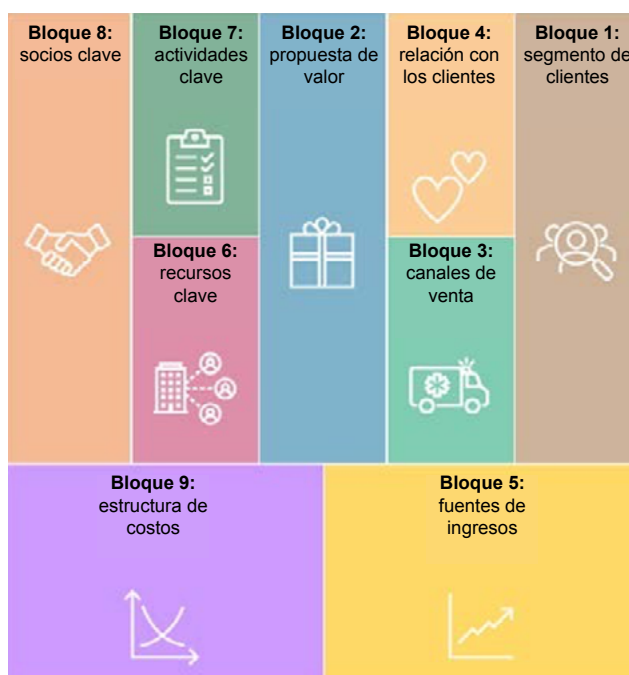 Bloque 8:
socios clave
Bloque 7:
actividades
clave
Bloque 2:
propuesta de
valor
Bloque 4:
relación con
los clientes
Bloque 1:
segmento de
clientes
Bloque 6:
recursos
clave
Bloque 3:
canales de
venta
Bloque 9:
estructura de
costos
Bloque 5:
fuentes de
ingresos